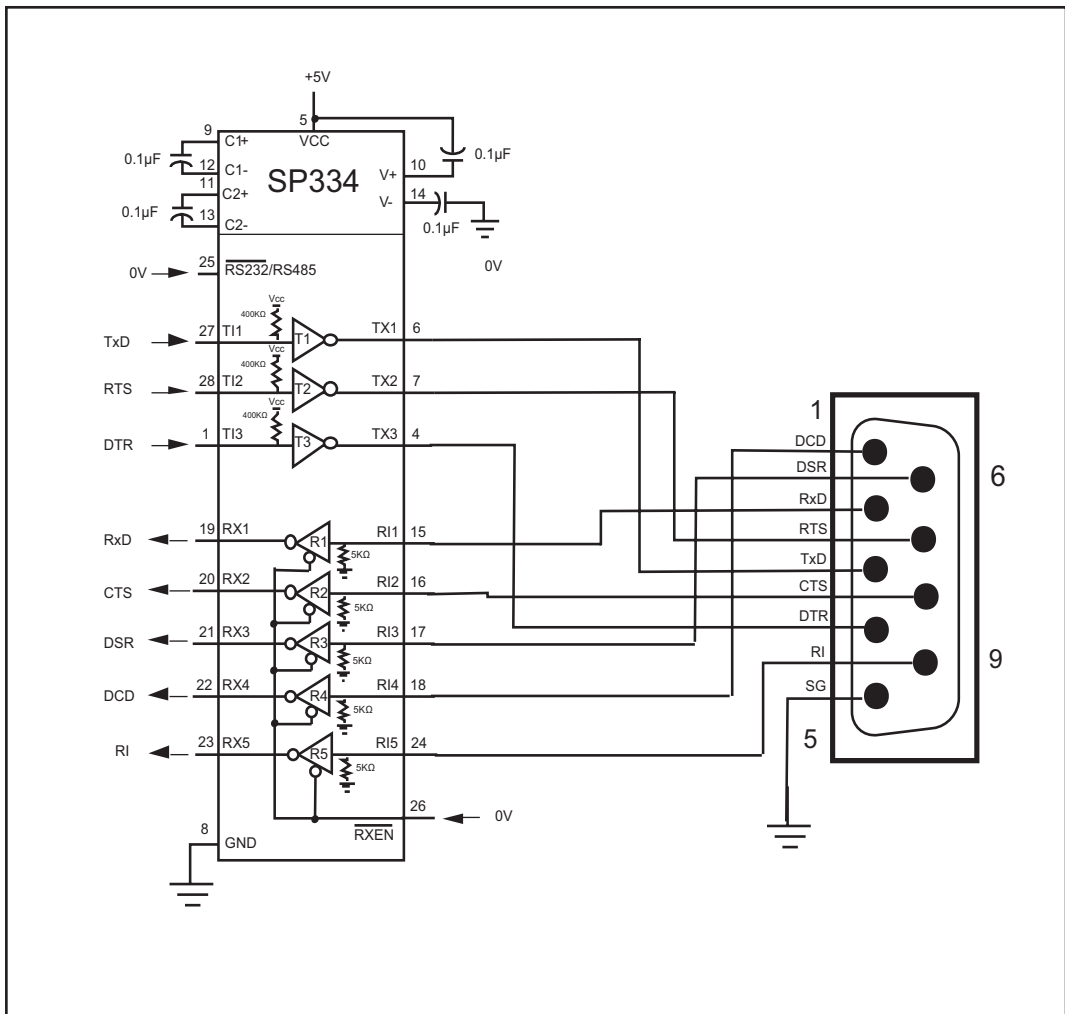 +5V
5
VCC
9 C1+
0.1µF
12 C1-
11 C2+
0.1µF
13 C2-
SP334
V+ 10
0.1µF
V- 14
0.1µF
0V
0V 25 RS232/RS485
Vcc
400KΩ
TxD 27 TI1 T1 TX1 6
Vcc
400KΩ
RTS 28 TI2 T2 TX2 7
Vcc
400KΩ
DTR 1 TI3 T3 TX3 4
RxD 19 RX1 R1 RI1 15
5KΩ
CTS 20 RX2 R2 RI2 16
5KΩ
DSR 21 RX3 R3 RI3 17
5KΩ
DCD 22 RX4 R4 RI4 18
5KΩ
RI 23 RX5 R5 RI5 24
5KΩ
26 0V
RXEN
8 GND
1
DCD
DSR 6
RxD
RTS
TxD
CTS
DTR
RI 9
SG
5